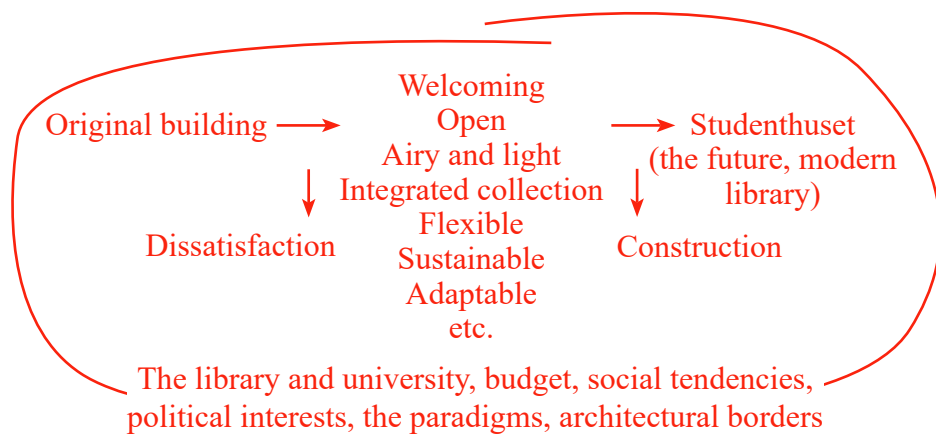 Original building
Dissatisfaction
Welcoming
Open
Airy and light
Integrated collection
Flexible
Sustainable
Adaptable
etc.
Studenthuset
(the future, modern
library)
Construction
The library and university, budget, social tendencies,
political interests, the paradigms, architectural borders